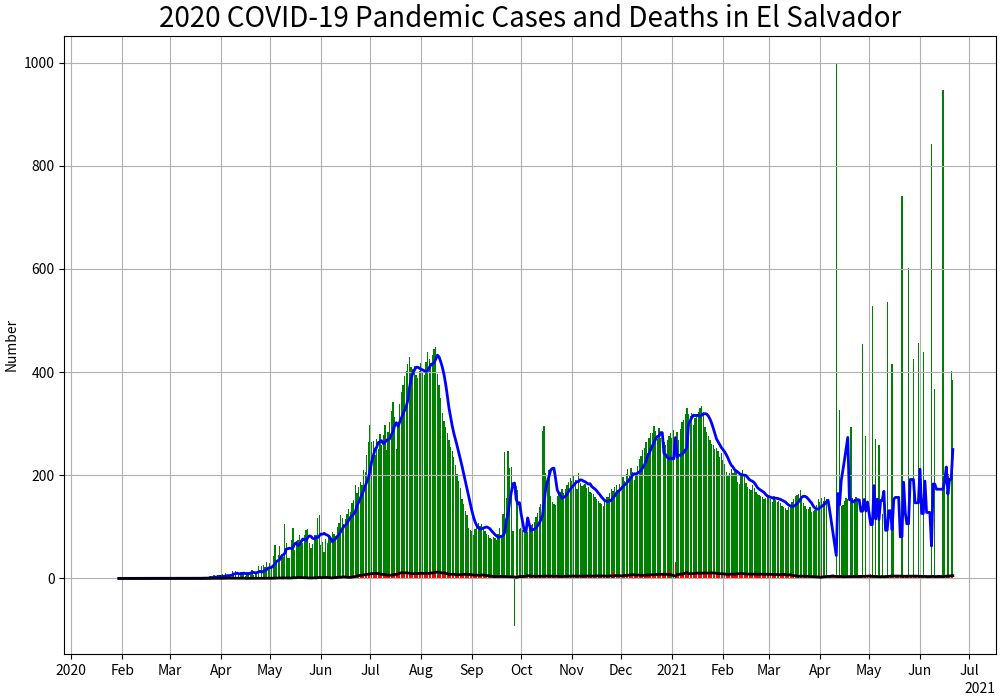 2020 COVID-19 Pandemic Cases and Deaths in El Salvador
1000
800
600
400
200
0
Number
2020 Feb Mar Apr May Jun Jul Aug Sep Oct Nov Dec 2021 Feb Mar Apr May Jun Jul
2021